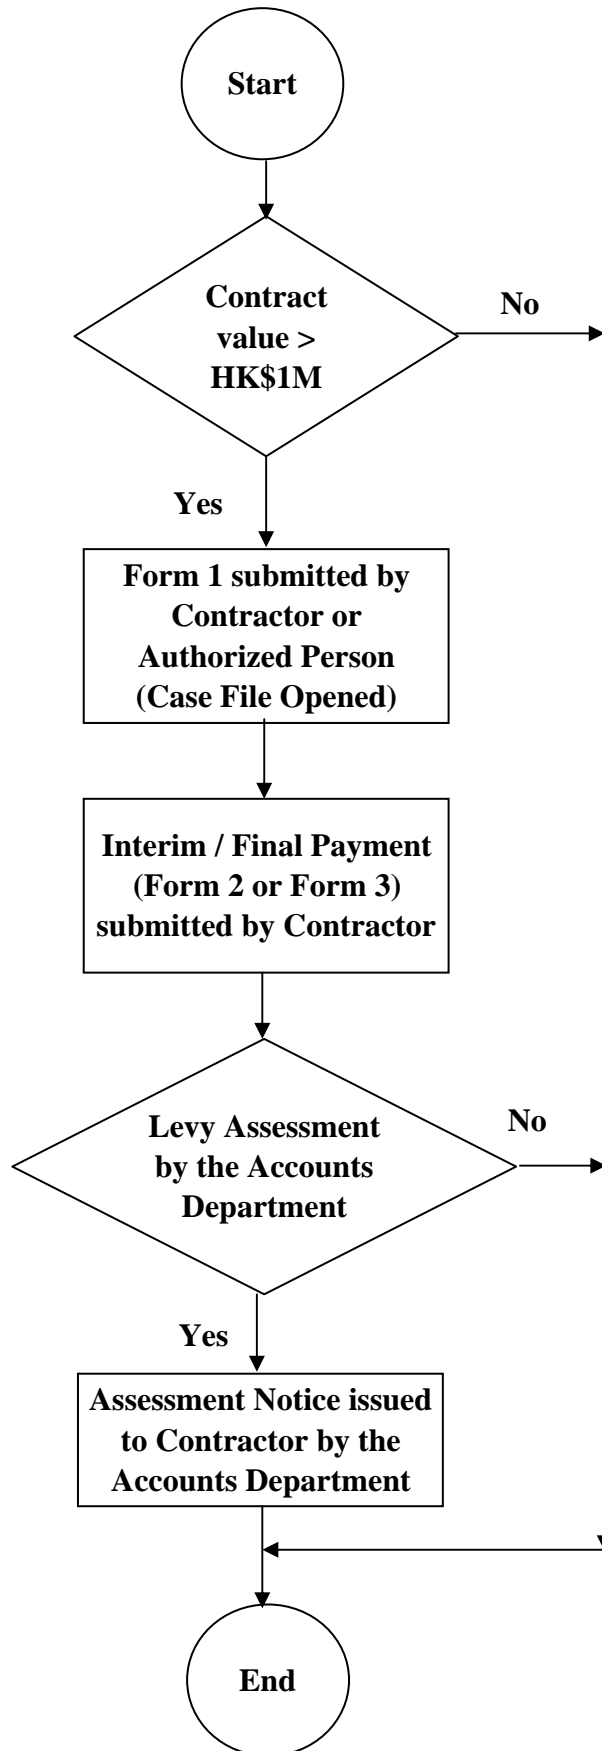 Start
Contract
value >
HK$1M
No
Yes
Form 1 submitted by
Contractor or
Authorized Person
(Case File Opened)
Interim / Final Payment
(Form 2 or Form 3)
submitted by Contractor
Levy Assessment
by the Accounts
Department
No
Yes
Assessment Notice issued
to Contractor by the
Accounts Department
End